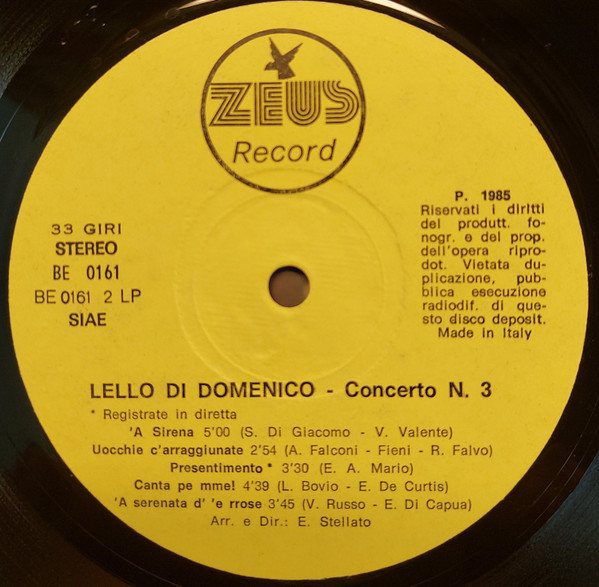 ZEUS
Record
33 GIRI
STEREO
BE 0161
BE 0161 2 LP
SIAE
P. 1985
Riservati i diritti
del produtt. fo-
nogr. e del prop.
dell'opera ripro-
dot. Vietata du-
plicazione, pub-
blica esecuzione
radiodif. di que-
sto disco deposit.
Made in Italy
LELLO DI DOMENICO - Concerto N. 3
* Registrate in diretta
'A Sirena 5'00 (S. Di Giacomo - V. Valente)
Uocchie c'arraggiunate 2'54 (A. Falconi - Fieni - R. Falvo)
Presentimento * 3'30 (E. A. Mario)
Canta pe mme! 4'39 (L. Bovio - E. De Curtis)
'A serenata d' 'e rrose 3'45 (V. Russo - E. Di Capua)
Arr. e Dir.: E. Stellato